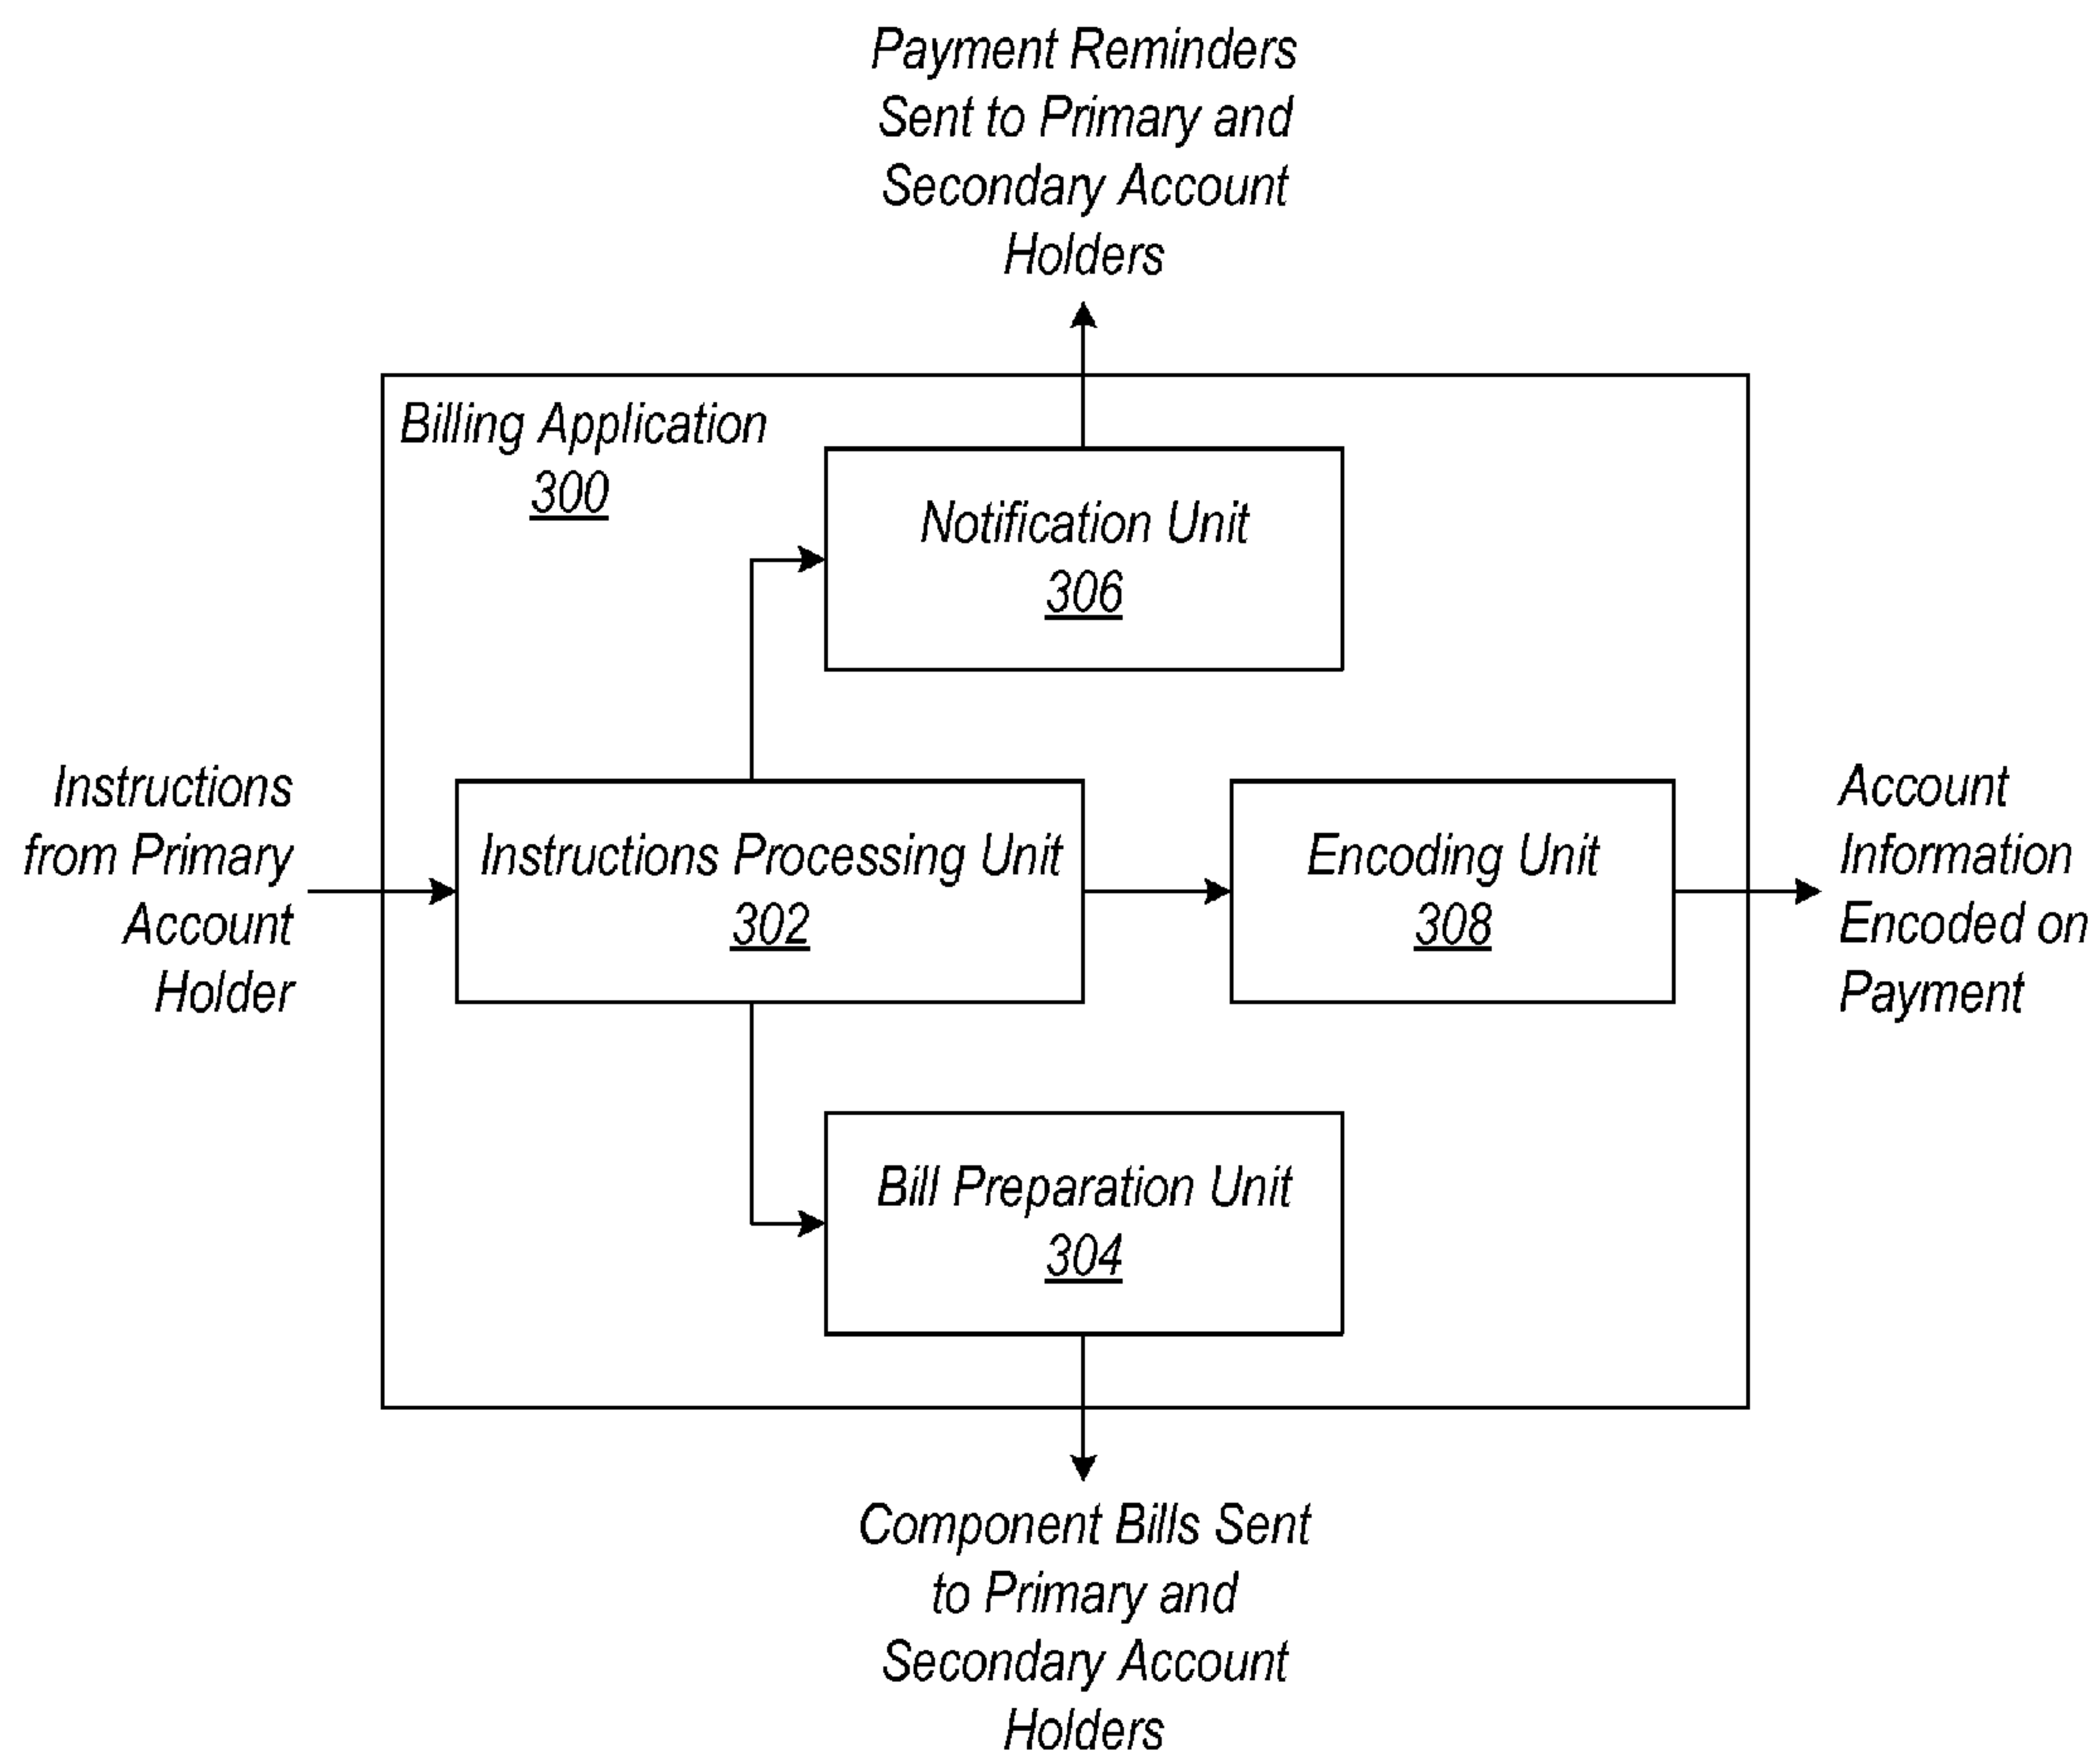 Payment Reminders
Sent to Primary and
Secondary Account
Holders
Billing Application
300
Notification Unit
306
Instructions
from Primary
Account
Holder
Instructions Processing Unit
302
Encoding Unit
308
Account
Information
Encoded on
Payment
Bill Preparation Unit
304
Component Bills Sent
to Primary and
Secondary Account
Holders